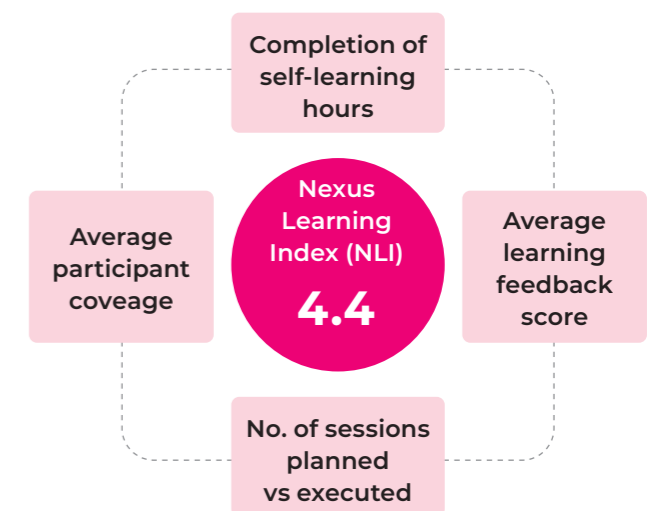 Completion of
self-learning
hours
Nexus
Learning
Index (NLI)
4.4
Average
participant
coveage
Average
learning
feedback
score
No. of sessions
planned
vs executed